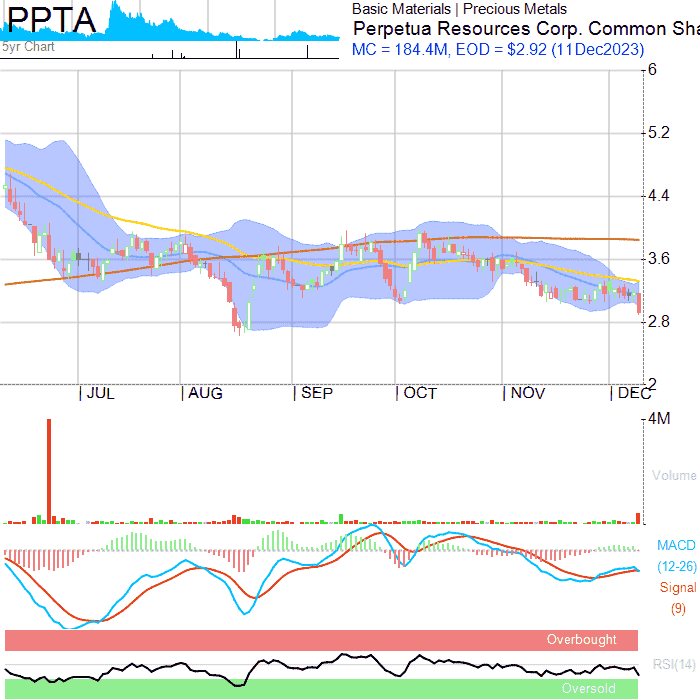 PPTA
5yr Chart
Basic Materials | Precious Metals
Perpetua Resources Corp. Common Sha
MC = 184.4M, EOD = $2.92 (11Dec2023)
6
5.2
4.4
3.6
2.8
2
JUL AUG SEP OCT NOV DEC
4M
Volume
MACD
(12-26)
Signal
(9)
Overbought
RSI(14)
Oversold